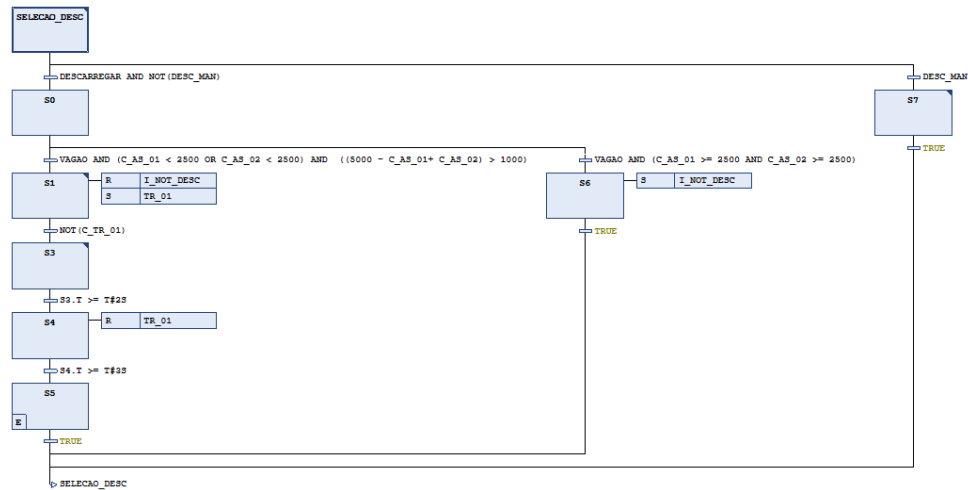 SELECAO_DESC
DESCARREGAR AND NOT(DESC_MAN)
DESC_MAN
S0
S7
TRUE
VAGAO AND (C_AS_01 < 2500 OR C_AS_02 < 2500) AND ((5000 - C_AS_01+ C_AS_02) > 1000)
VAGAO AND (C_AS_01 >= 2500 AND C_AS_02 >= 2500)
S1
R I_NOT_DESC
S TR_01
S6
S I_NOT_DESC
NOT(C_TR_01)
TRUE
S3
S3.T >= T#2S
S4
R TR_01
S4.T >= T#3S
S5
E
TRUE
SELECAO_DESC